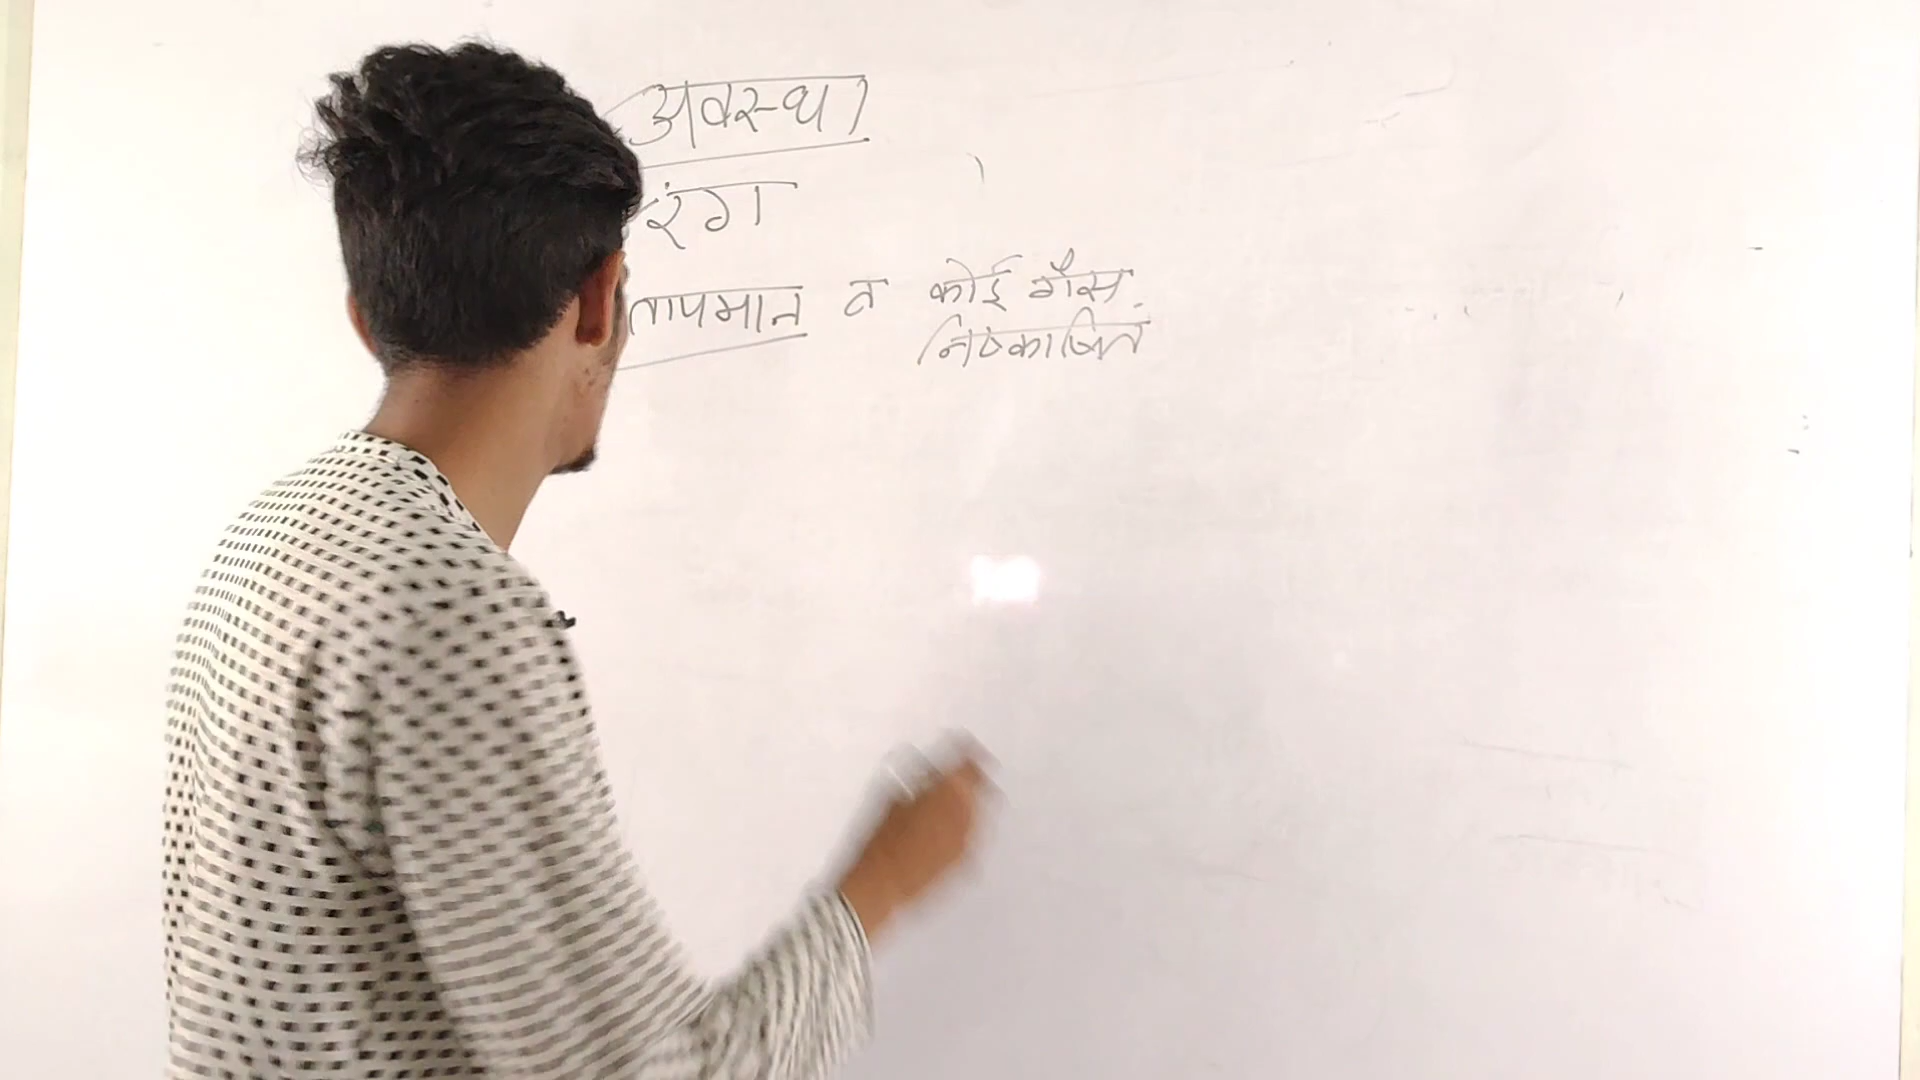 अवस्था
रंग
तापमान व कोई गैस
निष्काषित